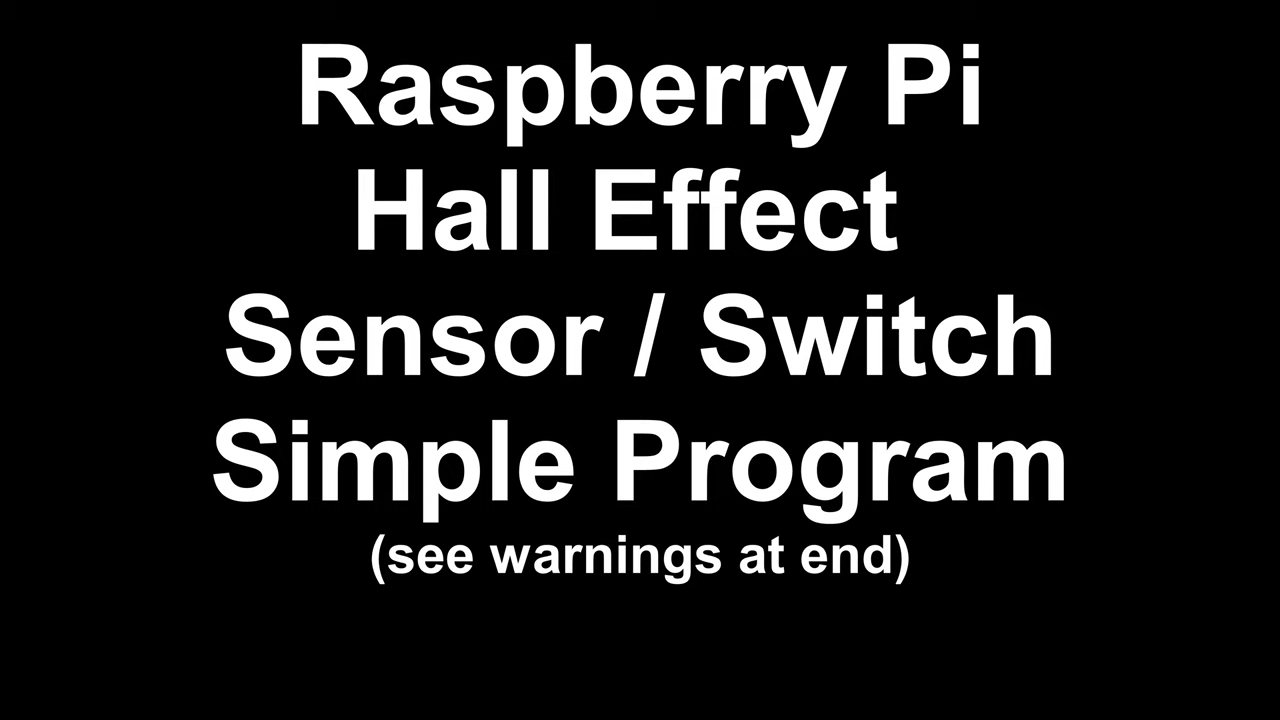 Raspberry Pi
Hall Effect
Sensor / Switch
Simple Program
(see warnings at end)